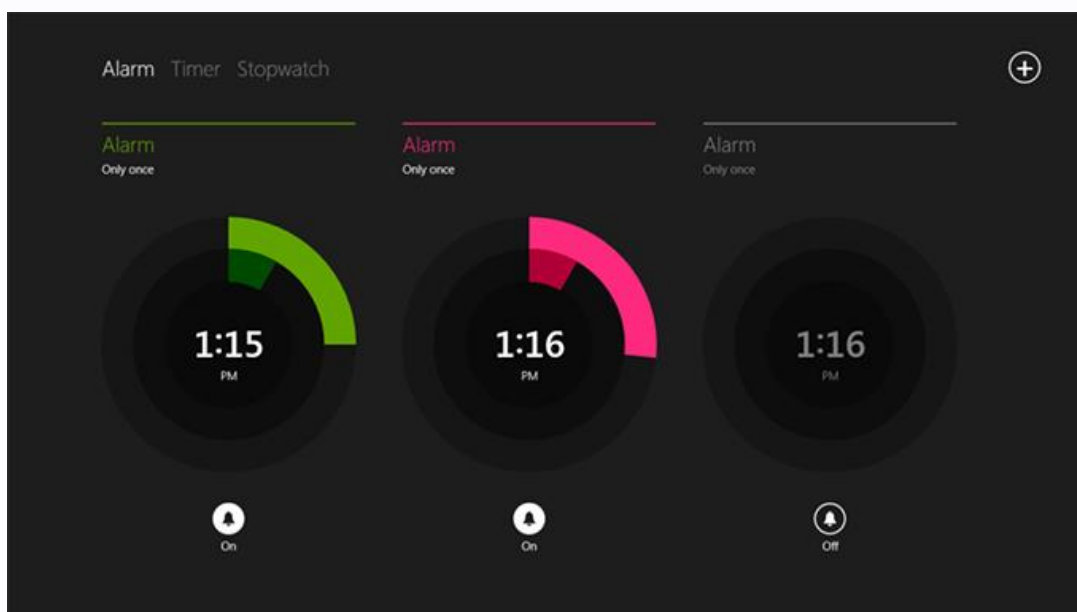 Alarm Timer Stopwatch
Alarm
Only once
1:15
PM
On
Alarm
Only once
1:16
PM
On
Alarm
Only once
1:16
PM
Off